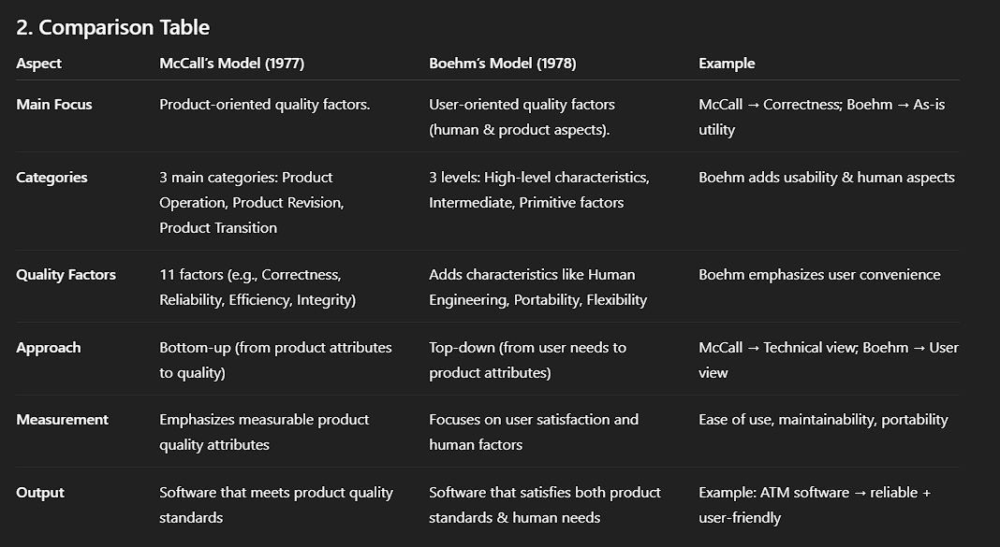 2. Comparison Table
Aspect McCall’s Model (1977) Boehm’s Model (1978) Example
Main Focus Product-oriented quality factors. User-oriented quality factors McCall → Correctness; Boehm → As-is
(human & product aspects). utility
Categories 3 main categories: Product 3 levels: High-level characteristics, Boehm adds usability & human aspects
Operation, Product Revision, Intermediate, Primitive factors
Product Transition
Quality Factors 11 factors (e.g., Correctness, Adds characteristics like Human Boehm emphasizes user convenience
Reliability, Efficiency, Integrity) Engineering, Portability, Flexibility
Approach Bottom-up (from product attributes Top-down (from user needs to McCall → Technical view; Boehm → User
to quality) product attributes) view
Measurement Emphasizes measurable product Focuses on user satisfaction and Ease of use, maintainability, portability
quality attributes human factors
Output Software that meets product quality Software that satisfies both product Example: ATM software → reliable +
standards standards & human needs user-friendly